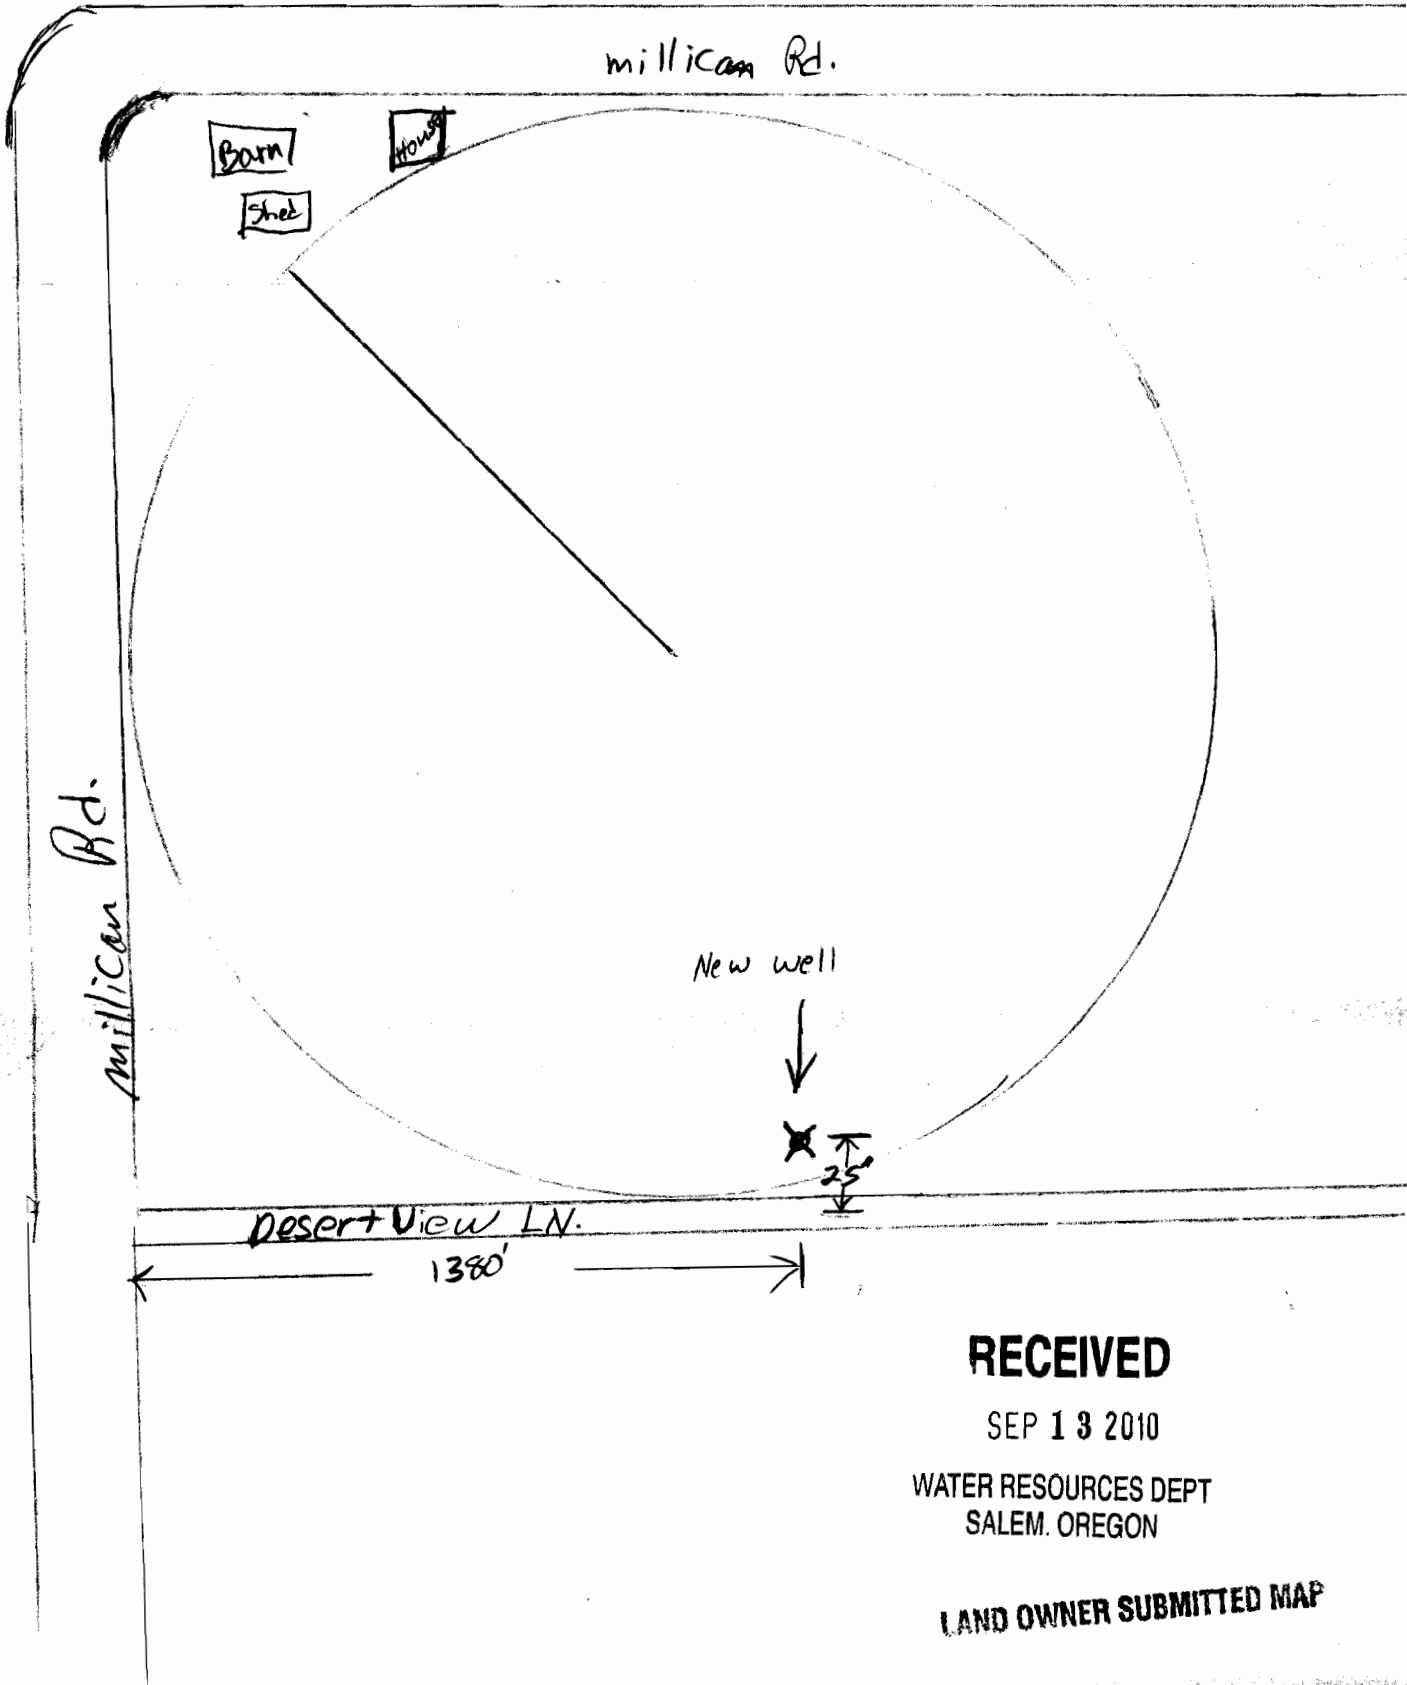 millican Rd.
Barn
House
Shed
millican Rd.
New well
25'
Desert View LN.
1380'
RECEIVED
SEP 13 2010
WATER RESOURCES DEPT
SALEM. OREGON
LAND OWNER SUBMITTED MAP